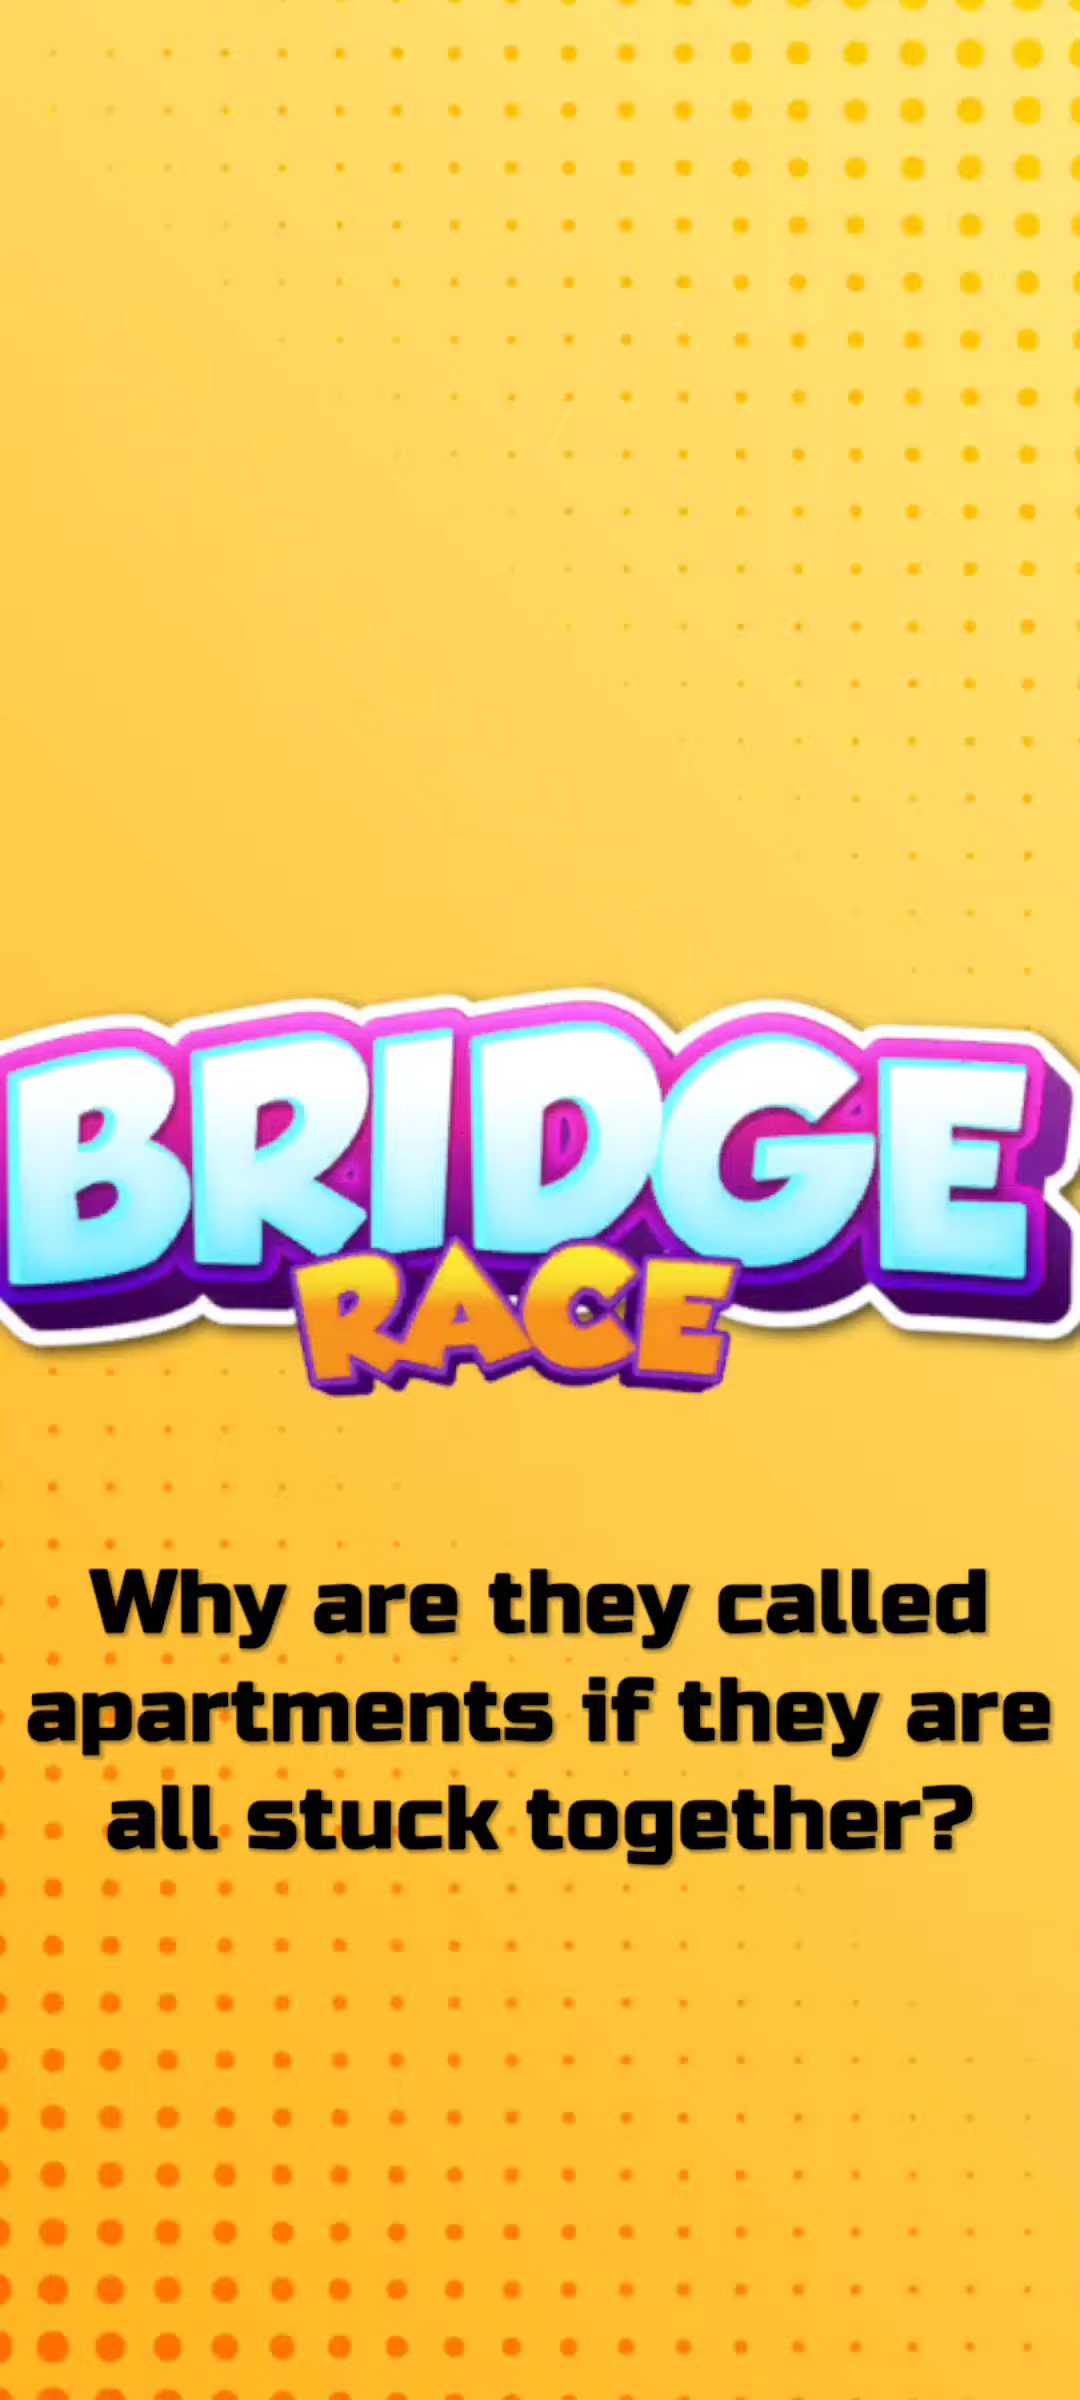 BRIDGE
RACE
Why are they called
apartments if they are
all stuck together?